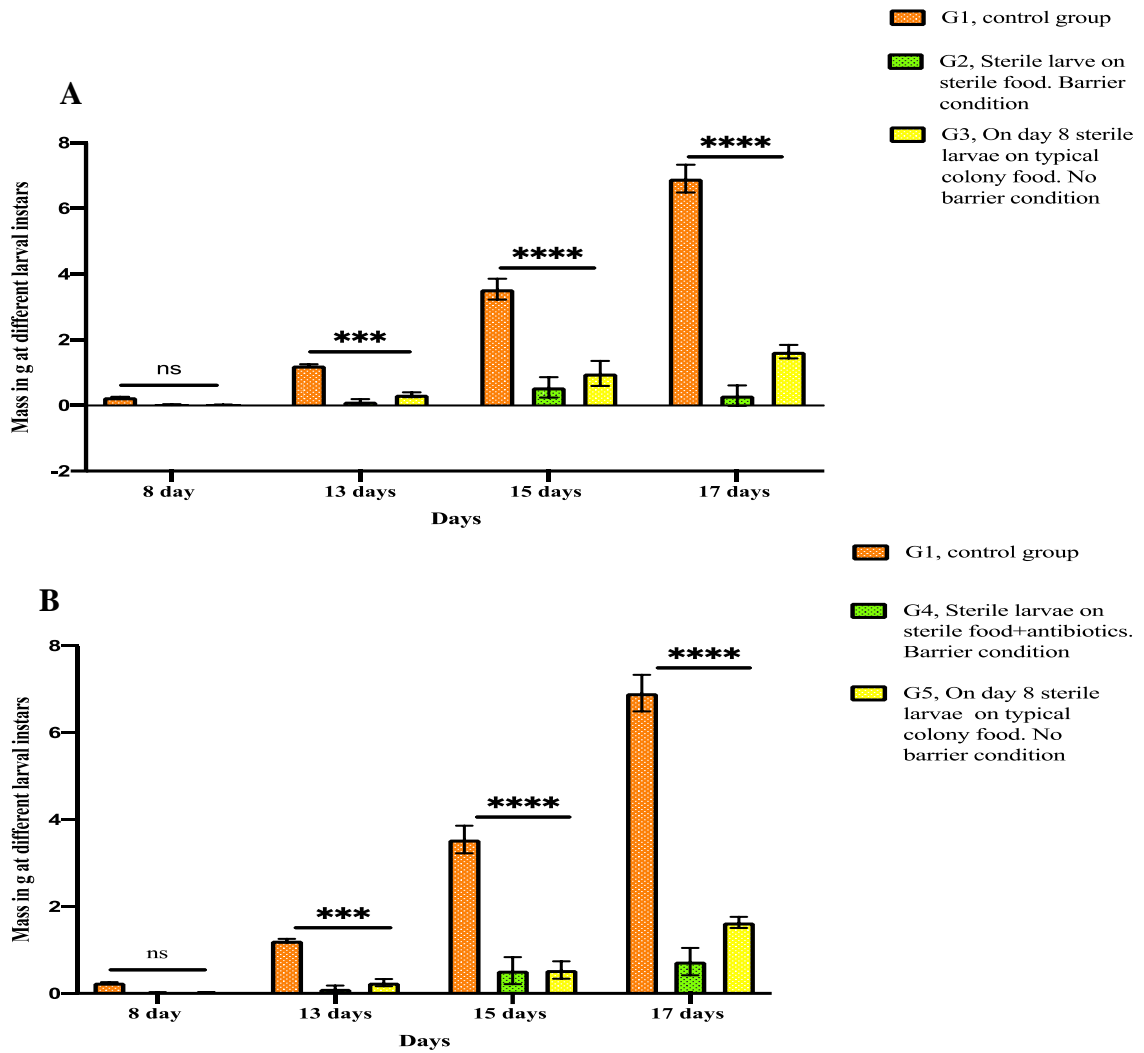 G1, control group
G2, Sterile larve on
sterile food. Barrier
condition
G3, On day 8 sterile
larvae on typical
colony food. No
barrier condition
A
Mass in g at different larval instars
8
6
4
2
0
-2
ns
***
****
****
8 day
13 days
15 days
17 days
Days
G1, control group
G4, Sterile larvae on
sterile food+antibiotics.
Barrier condition
G5, On day 8 sterile
larvae on typical
colony food. No
barrier condition
B
Mass in g at different larval instars
8
6
4
2
0
ns
***
****
****
8 day
13 days
15 days
17 days
Days